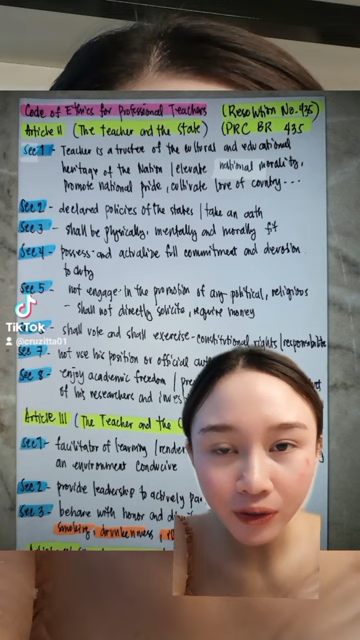 Code of Ethics for Professional Teachers (Resolution No. 435)
Article II (The teacher and the State) (PRC BR 435
Sec 1 - Teacher is a trustee of the cultural and educational
heritage of the Nation / elevate national morality,
promote national pride, cultivate love of country...
Sec 2 - declared policies of the states / take an oath
Sec 3 - shall be physically, mentally and morally fit
Sec 4 - possess and actualize full commitment and devotion
to duty
Sec 5 - not engage in the promotion of any political, religious
- shall not directly solicits, require money
- shall vote and shall exercise constitutional rights / responsibilite
Sec 7 - not use his position or official
Sec 8 - enjoy academic freedom /
of his researchers and
Article III (The Teacher and the
Sec 1 - facilitator of learning /
an environment conducive
Sec 2 - provide leadership to actively
Sec 3 - behave with honor and
smoking, drunkenness,
TikTok
@cruzitta01